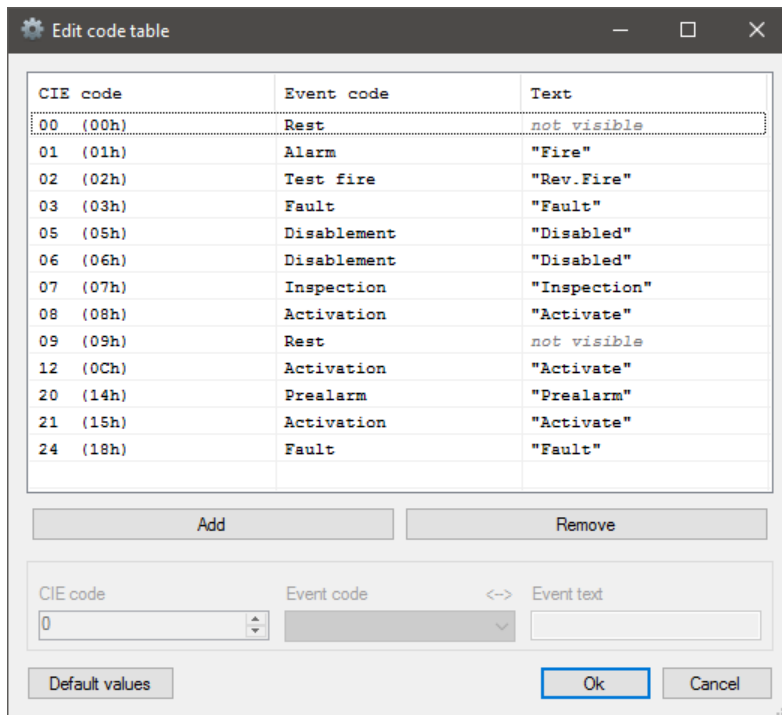 Edit code table
CIE code Event code Text
00 (00h) Rest not visible
01 (01h) Alarm "Fire"
02 (02h) Test fire "Rev.Fire"
03 (03h) Fault "Fault"
05 (05h) Disablement "Disabled"
06 (06h) Disablement "Disabled"
07 (07h) Inspection "Inspection"
08 (08h) Activation "Activate"
09 (09h) Rest not visible
12 (0Ch) Activation "Activate"
20 (14h) Prealarm "Prealarm"
21 (15h) Activation "Activate"
24 (18h) Fault "Fault"
Add Remove
CIE code Event code <--> Event text
0
Default values Ok Cancel